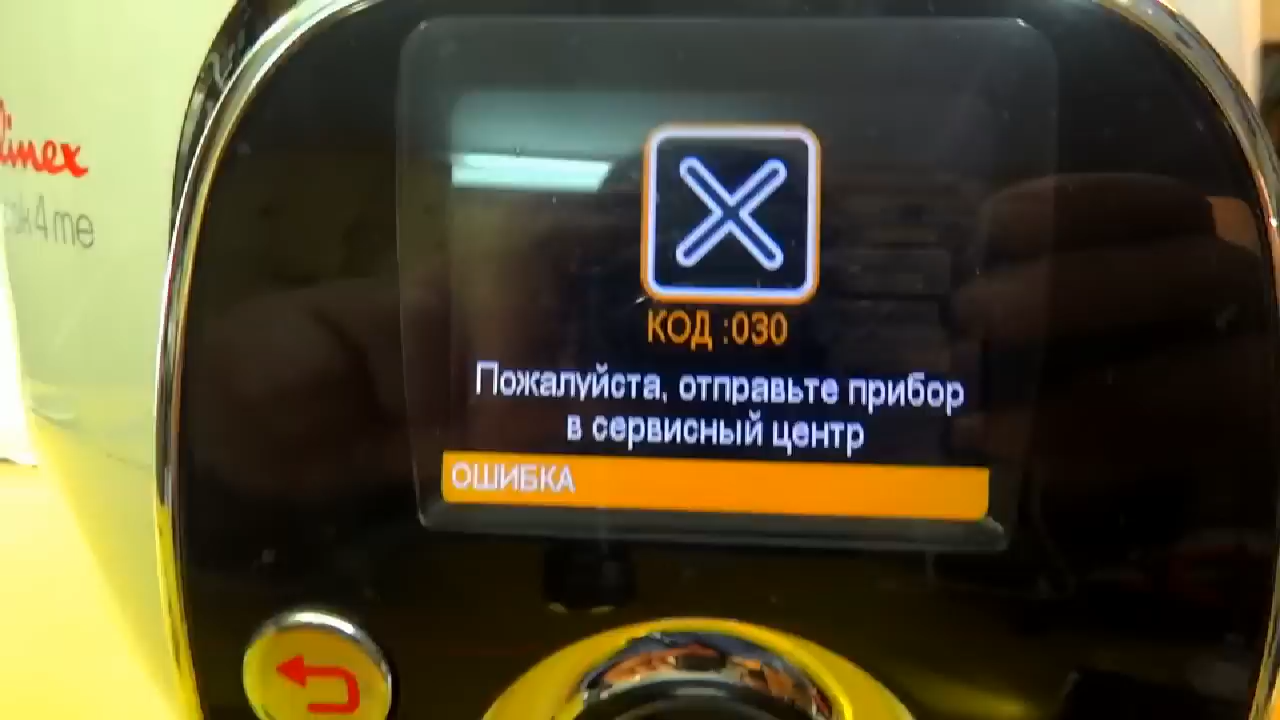 КОД :030
Пожалуйста, отправьте прибор
в сервисный центр
ОШИБКА